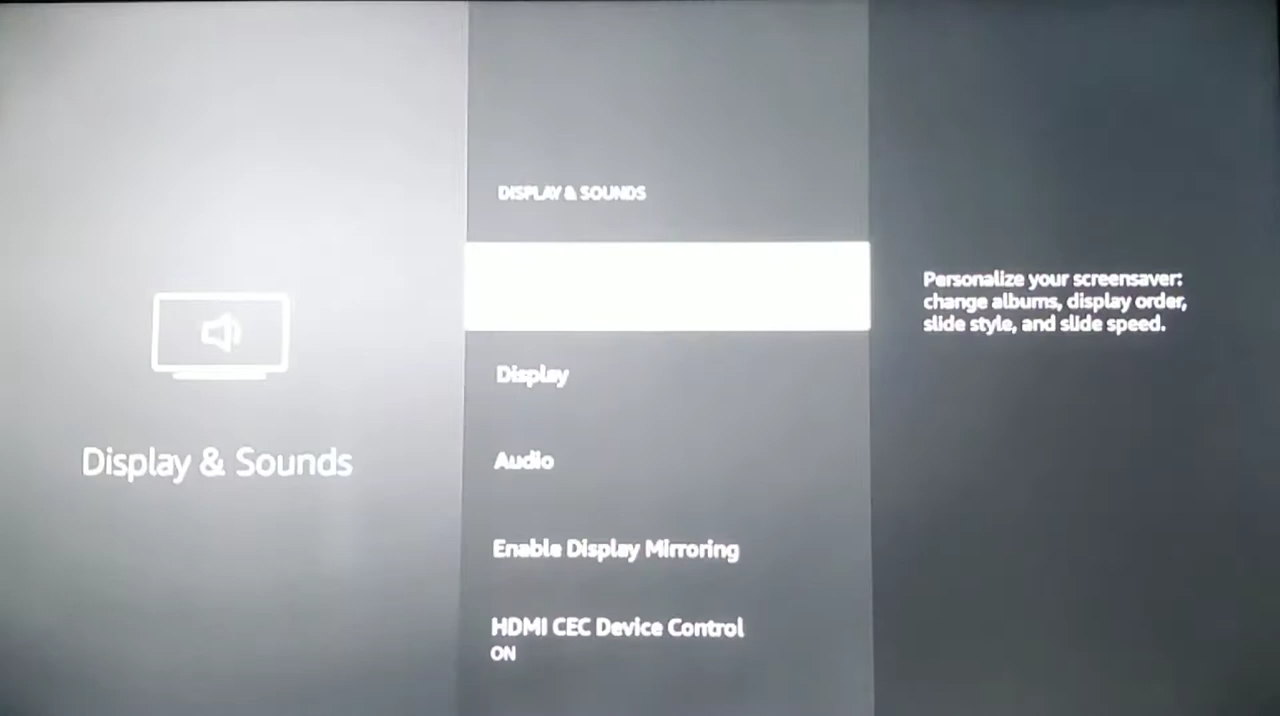 DISPLAY & SOUNDS
Personalize your screensaver:
change albums, display order,
slide style, and slide speed.
Display
Audio
Display & Sounds
Enable Display Mirroring
HDMI CEC Device Control
ON